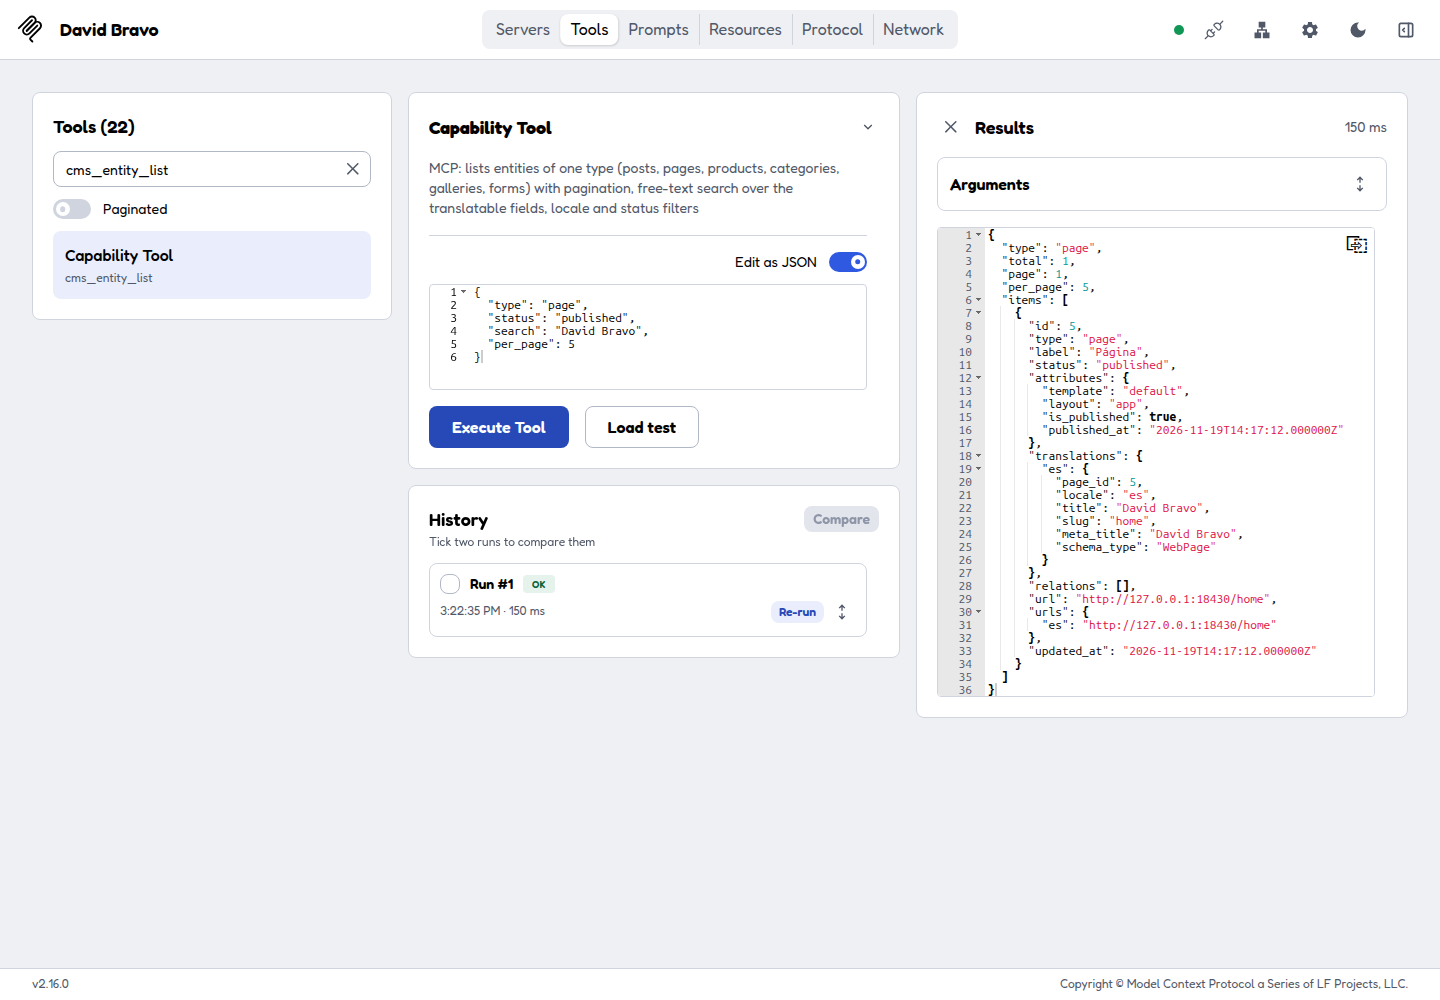 David Bravo
Servers
Tools
Prompts
Resources
Protocol
Network
Tools (22)
cms_entity_list
Paginated
Capability Tool
cms_entity_list
Capability Tool
MCP: lists entities of one type (posts, pages, products, categories,
galleries, forms) with pagination, free-text search over the
translatable fields, locale and status filters
Edit as JSON
1 {
2 "type": "page",
3 "status": "published",
4 "search": "David Bravo",
5 "per_page": 5
6 }
Execute Tool
Load test
History
Compare
Tick two runs to compare them
Run #1 OK
3:22:35 PM · 150 ms
Re-run
Results
150 ms
Arguments
1 {
2 "type": "page",
3 "total": 1,
4 "page": 1,
5 "per_page": 5,
6 "items": [
7 {
8 "id": 5,
9 "type": "page",
10 "label": "Página",
11 "status": "published",
12 "attributes": {
13 "template": "default",
14 "layout": "app",
15 "is_published": true,
16 "published_at": "2026-11-19T14:17:12.000000Z"
17 },
18 "translations": {
19 "es": {
20 "page_id": 5,
21 "locale": "es",
22 "title": "David Bravo",
23 "slug": "home",
24 "meta_title": "David Bravo",
25 "schema_type": "WebPage"
26 }
27 },
28 "relations": [],
29 "url": "http://127.0.0.1:18430/home",
30 "urls": {
31 "es": "http://127.0.0.1:18430/home"
32 },
33 "updated_at": "2026-11-19T14:17:12.000000Z"
34 }
35 ]
36 }
v2.16.0
Copyright © Model Context Protocol a Series of LF Projects, LLC.